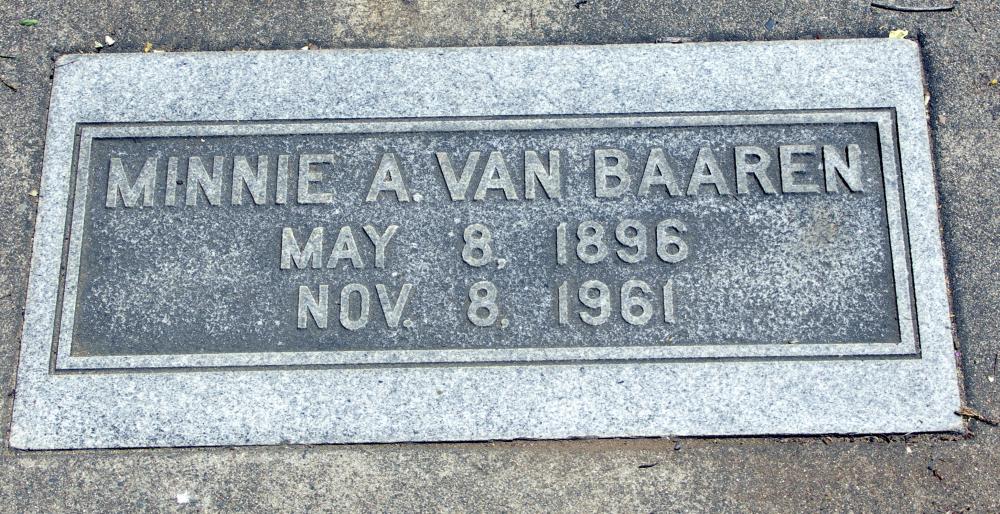 MINNIE A. VAN BAAREN
MAY 8, 1896
NOV. 8. 1961